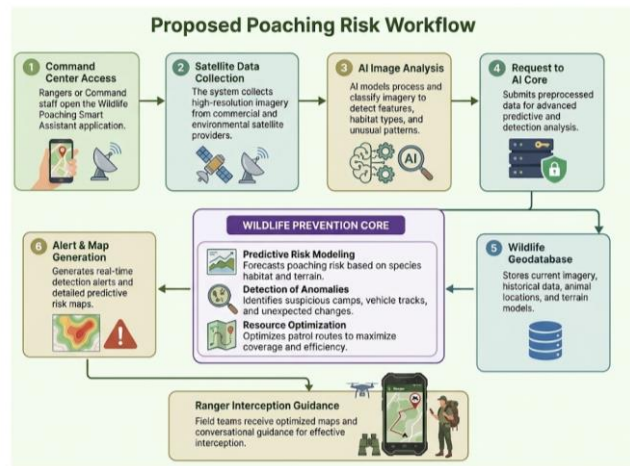 Proposed Poaching Risk Workflow
1 Command
Center Access
Rangers or Command
staff open the Wildlife
Poaching Smart
Assistant application.
2 Satellite Data
Collection
The system collects
high-resolution imagery
from commercial and
environmental satellite
providers.
3 AI Image Analysis
AI models process and
classify imagery to
detect features,
habitat types, and
unusual patterns.
AI
4 Request to
AI Core
Submits preprocessed
data for advanced
predictive and
detection analysis.
WILDLIFE PREVENTION CORE
Predictive Risk Modeling
Forecasts poaching risk based on species
habitat and terrain.
Detection of Anomalies
Identifies suspicious camps, vehicle tracks,
and unexpected changes.
Resource Optimization
Optimizes patrol routes to maximize
coverage and efficiency.
5 Wildlife
Geodatabase
Stores current imagery,
historical data, animal
locations, and terrain
models.
6 Alert & Map
Generation
Generates real-time
detection alerts and
detailed predictive
risk maps.
Ranger Interception Guidance
Field teams receive optimized maps and
conversational guidance for effective
interception.